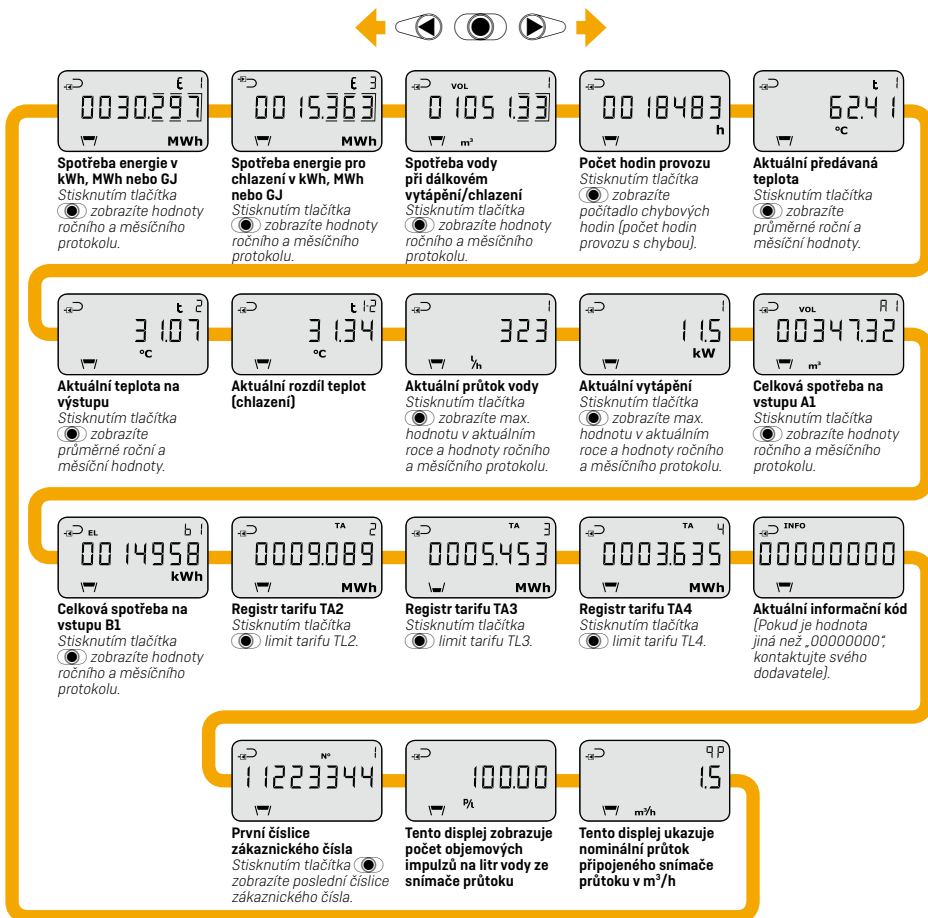 E 1
0030.297
MWh
Spotřeba energie v
kWh, MWh nebo GJ
Stisknutím tlačítka
zobrazíte hodnoty
ročního a měsíčního
protokolu.
E 3
0015.363
MWh
Spotřeba energie pro
chlazení v kWh, MWh
nebo GJ
Stisknutím tlačítka
zobrazíte hodnoty
ročního a měsíčního
protokolu.
VOL 1
01051.33
m³
Spotřeba vody
při dálkovém
vytápění/chlazení
Stisknutím tlačítka
zobrazíte hodnoty
ročního a měsíčního
protokolu.
0018483
h
Počet hodin provozu
Stisknutím tlačítka
zobrazíte
počítadlo chybových
hodin (počet hodin
provozu s chybou).
t 1
62.41
°C
Aktuální předávaná
teplota
Stisknutím tlačítka
zobrazíte
průměrné roční a
měsíční hodnoty.
t 2
31.07
°C
Aktuální teplota na
výstupu
Stisknutím tlačítka
zobrazíte
průměrné roční a
měsíční hodnoty.
t 1-2
31.34
°C
Aktuální rozdíl teplot
(chlazení)
1
323
l/h
Aktuální průtok vody
Stisknutím tlačítka
zobrazíte max.
hodnotu v aktuálním
roce a hodnoty ročního
a měsíčního protokolu.
1
11.5
kW
Aktuální vytápění
Stisknutím tlačítka
zobrazíte max.
hodnotu v aktuálním
roce a hodnoty ročního
a měsíčního protokolu.
VOL A1
00347.32
m³
Celková spotřeba na
vstupu A1
Stisknutím tlačítka
zobrazíte hodnoty
ročního a měsíčního
protokolu.
EL b1
0014958
kWh
Celková spotřeba na
vstupu B1
Stisknutím tlačítka
zobrazíte hodnoty
ročního a měsíčního
protokolu.
TA 2
0009.089
MWh
Registr tarifu TA2
Stisknutím tlačítka
limit tarifu TL2.
TA 3
0005.453
MWh
Registr tarifu TA3
Stisknutím tlačítka
limit tarifu TL3.
TA 4
0003.635
MWh
Registr tarifu TA4
Stisknutím tlačítka
limit tarifu TL4.
INFO
00000000
Aktuální informační kód
(Pokud je hodnota
jiná než „00000000“,
kontaktujte svého
dodavatele).
N° 1
11223344
První číslice
zákaznického čísla
Stisknutím tlačítka
zobrazíte poslední číslice
zákaznického čísla.
100.00
P/l
Tento displej zobrazuje
počet objemových
impulzů na litr vody ze
snímače průtoku
qP
1.5
m³/h
Tento displej ukazuje
nominální průtok
připojeného snímače
průtoku v m³/h